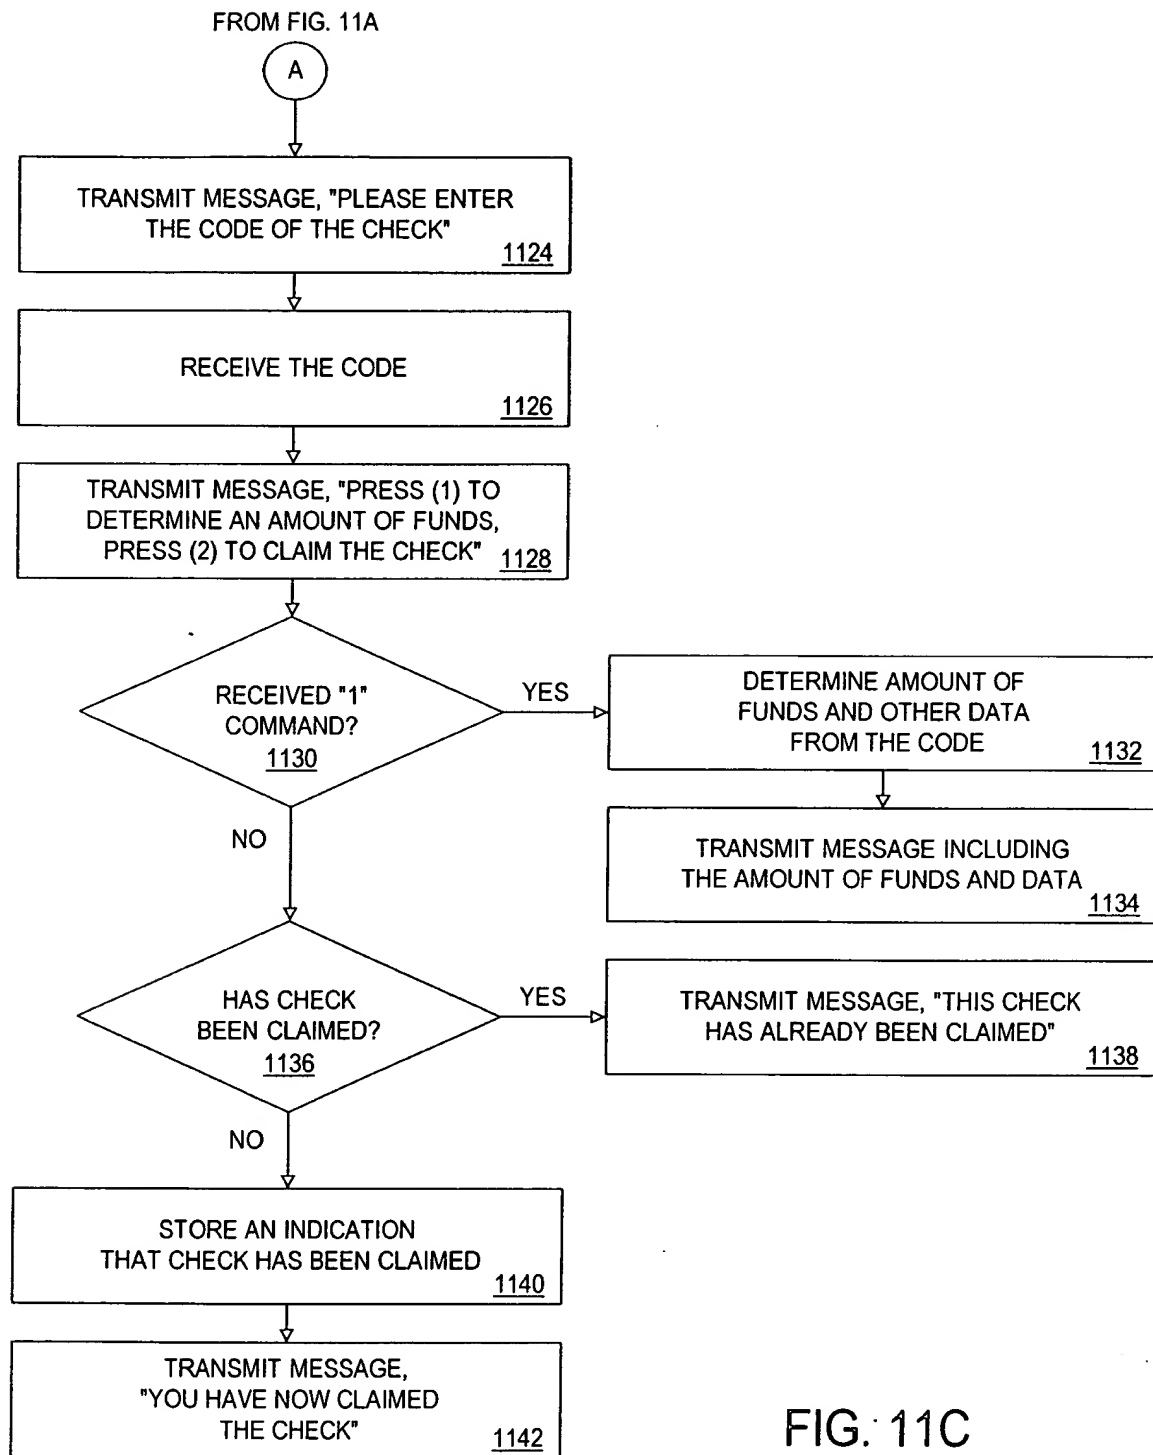 FROM FIG. 11A
A
TRANSMIT MESSAGE, "PLEASE ENTER
THE CODE OF THE CHECK"
1124
RECEIVE THE CODE
1126
TRANSMIT MESSAGE, "PRESS (1) TO
DETERMINE AN AMOUNT OF FUNDS,
PRESS (2) TO CLAIM THE CHECK"
1128
RECEIVED "1"
COMMAND?
1130
YES
DETERMINE AMOUNT OF
FUNDS AND OTHER DATA
FROM THE CODE
1132
TRANSMIT MESSAGE INCLUDING
THE AMOUNT OF FUNDS AND DATA
1134
NO
HAS CHECK
BEEN CLAIMED?
1136
YES
TRANSMIT MESSAGE, "THIS CHECK
HAS ALREADY BEEN CLAIMED"
1138
NO
STORE AN INDICATION
THAT CHECK HAS BEEN CLAIMED
1140
TRANSMIT MESSAGE,
"YOU HAVE NOW CLAIMED
THE CHECK"
1142
FIG. 11C